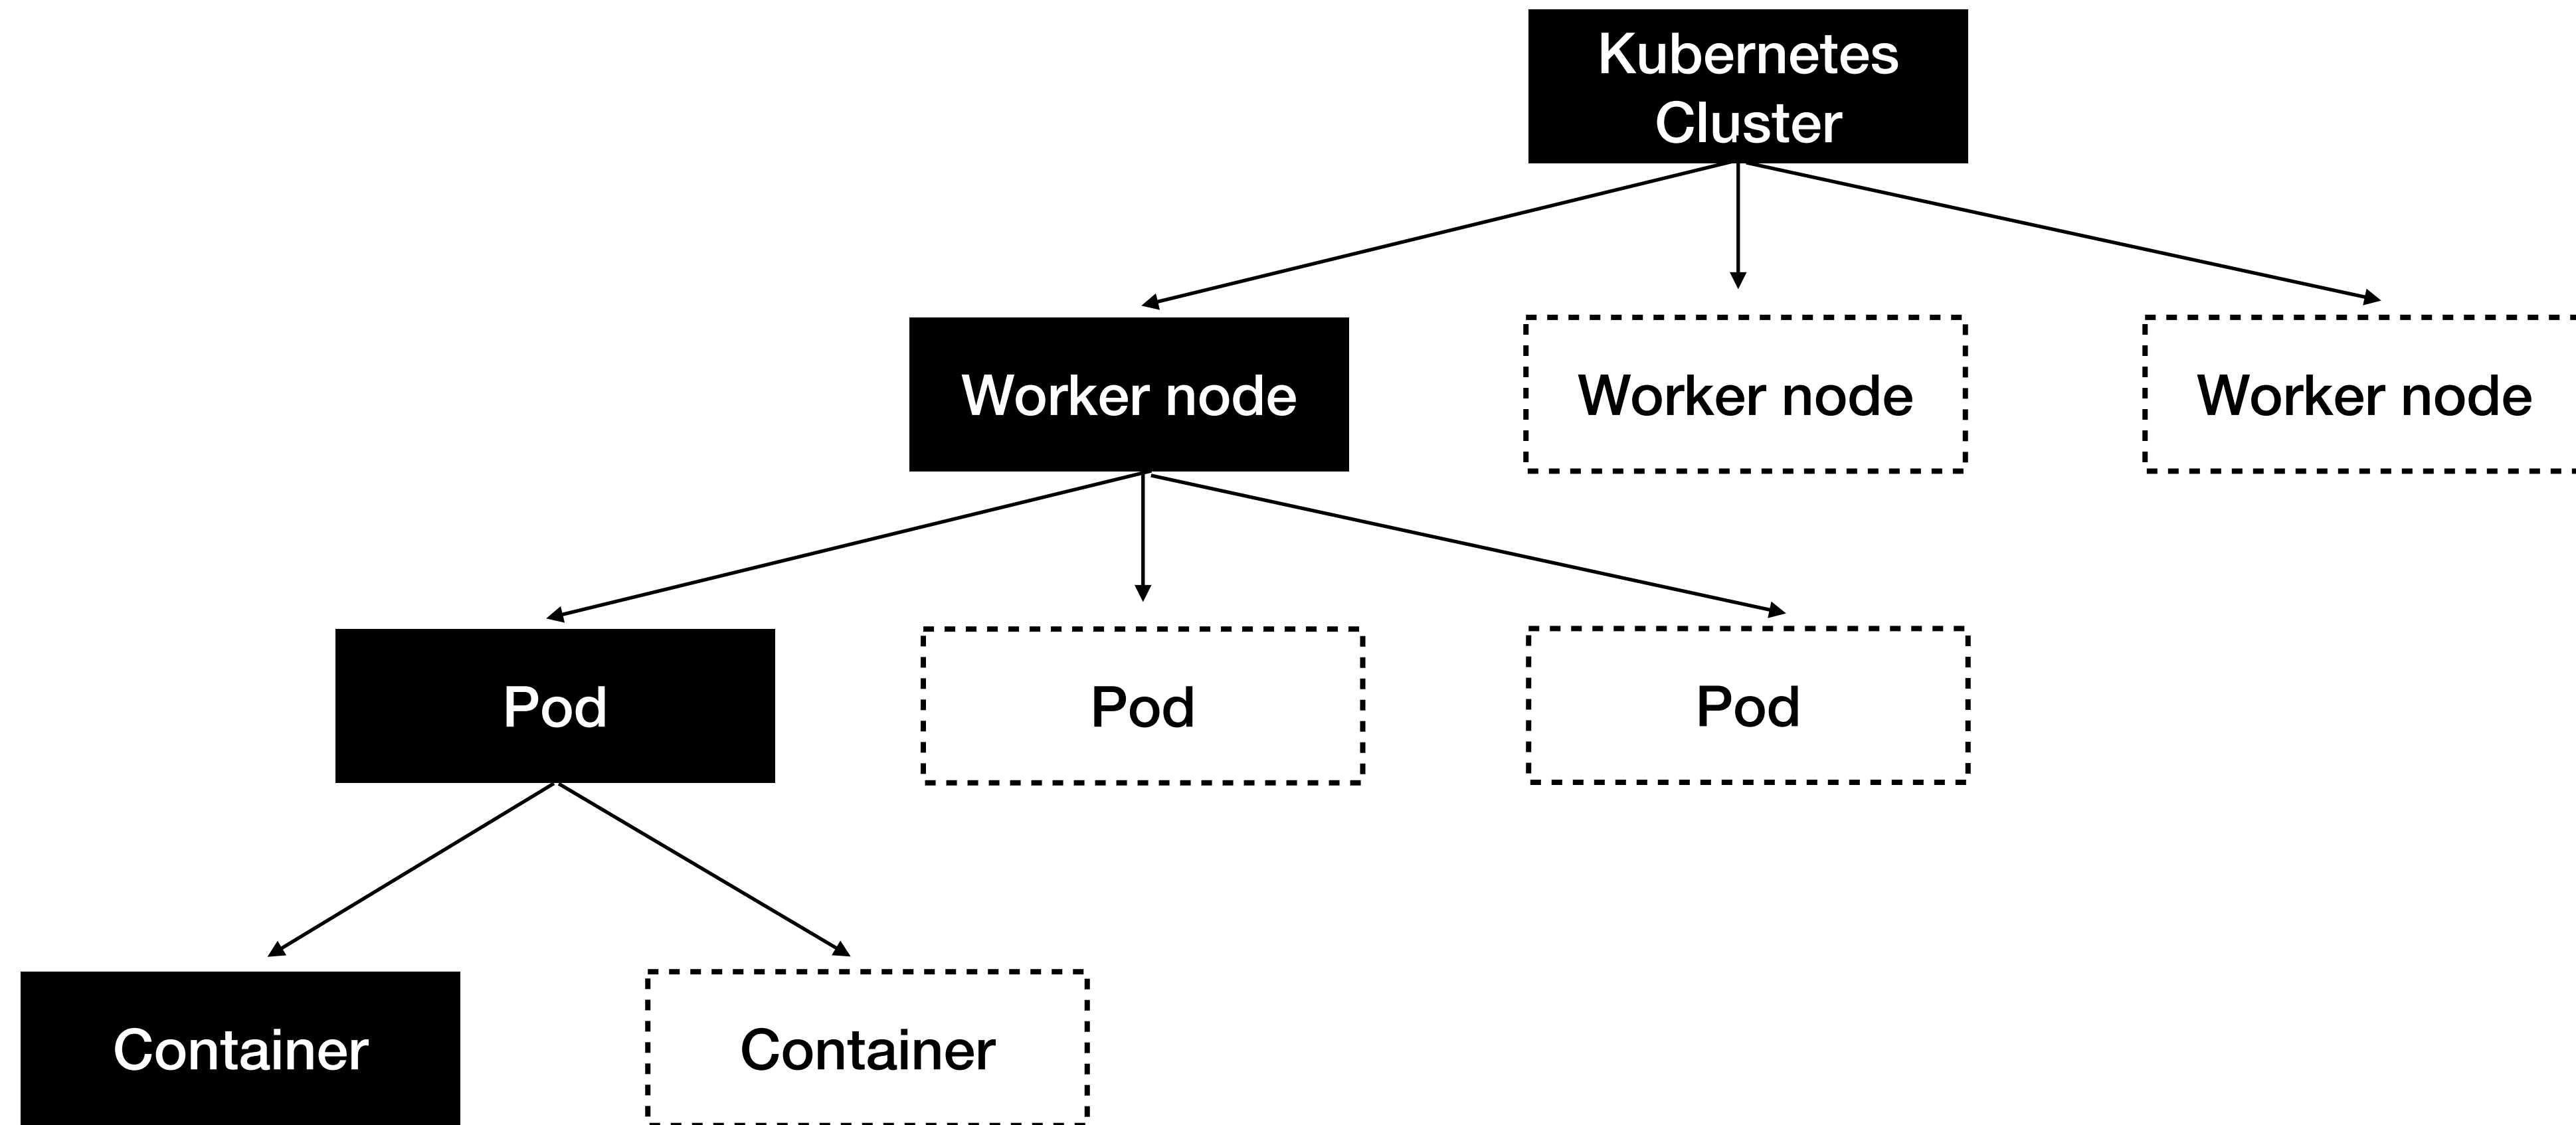 Kubernetes
Cluster
Worker node
Worker node
Worker node
Pod
Pod
Pod
Container
Container